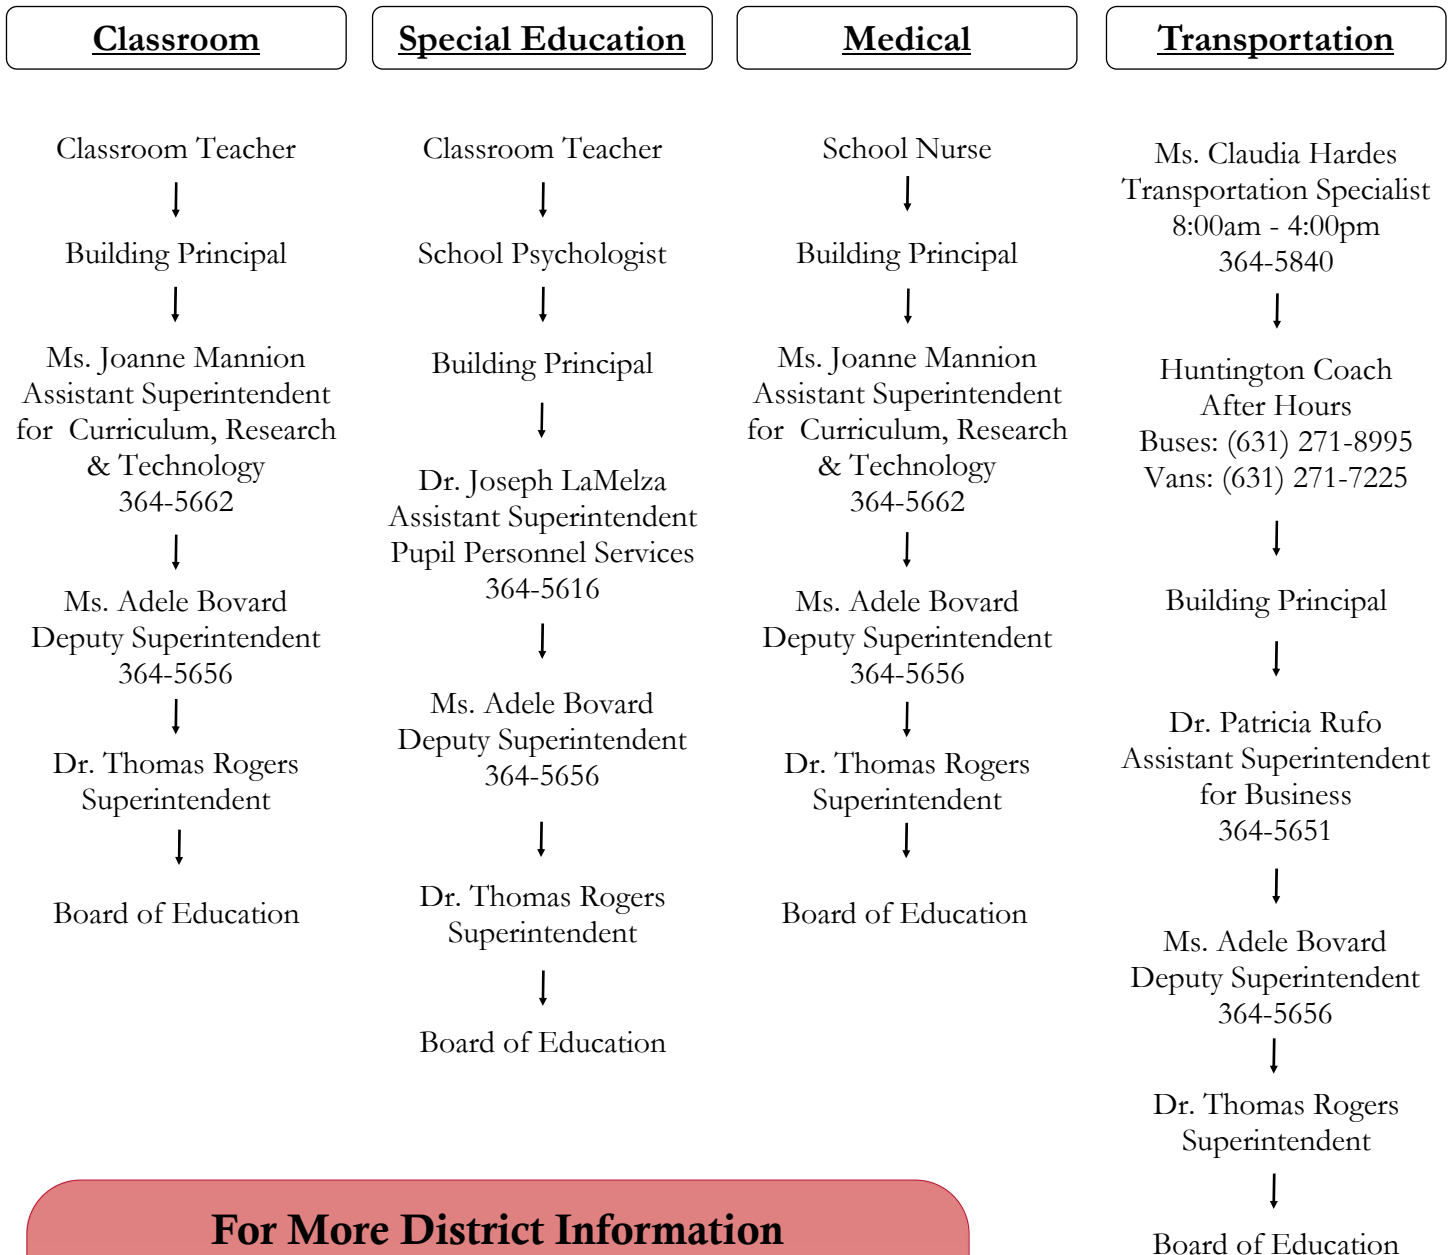 Classroom
Classroom Teacher
Building Principal
Ms. Joanne Mannion
Assistant Superintendent
for Curriculum, Research
& Technology
364-5662
Ms. Adele Bovard
Deputy Superintendent
364-5656
Dr. Thomas Rogers
Superintendent
Board of Education
Special Education
Classroom Teacher
School Psychologist
Building Principal
Dr. Joseph LaMelza
Assistant Superintendent
Pupil Personnel Services
364-5616
Ms. Adele Bovard
Deputy Superintendent
364-5656
Dr. Thomas Rogers
Superintendent
Board of Education
Medical
School Nurse
Building Principal
Ms. Joanne Mannion
Assistant Superintendent
for Curriculum, Research
& Technology
364-5662
Ms. Adele Bovard
Deputy Superintendent
364-5656
Dr. Thomas Rogers
Superintendent
Board of Education
Transportation
Ms. Claudia Hardes
Transportation Specialist
8:00am - 4:00pm
364-5840
Huntington Coach
After Hours
Buses: (631) 271-8995
Vans: (631) 271-7225
Building Principal
Dr. Patricia Rufo
Assistant Superintendent
for Business
364-5651
Ms. Adele Bovard
Deputy Superintendent
364-5656
Dr. Thomas Rogers
Superintendent
Board of Education
For More District Information